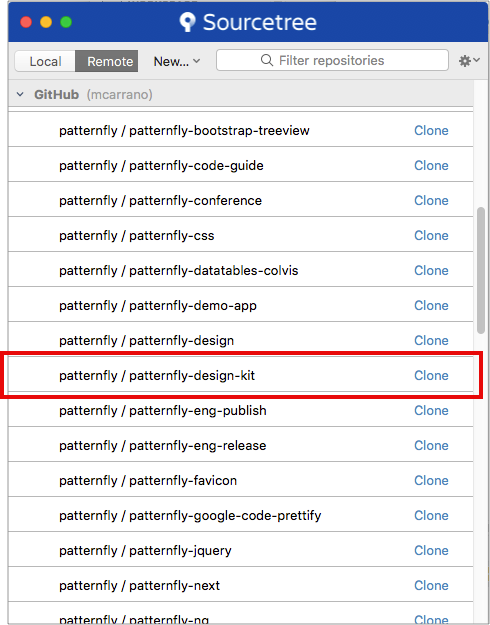 Sourcetree
Local Remote New... Filter repositories
GitHub (mcarrano)
patternfly / patternfly-bootstrap-treeview Clone
patternfly / patternfly-code-guide Clone
patternfly / patternfly-conference Clone
patternfly / patternfly-css Clone
patternfly / patternfly-datatables-colvis Clone
patternfly / patternfly-demo-app Clone
patternfly / patternfly-design Clone
patternfly / patternfly-design-kit Clone
patternfly / patternfly-eng-publish Clone
patternfly / patternfly-eng-release Clone
patternfly / patternfly-favicon Clone
patternfly / patternfly-google-code-prettify Clone
patternfly / patternfly-jquery Clone
patternfly / patternfly-next Clone
patternfly / patternfly-ng Clone